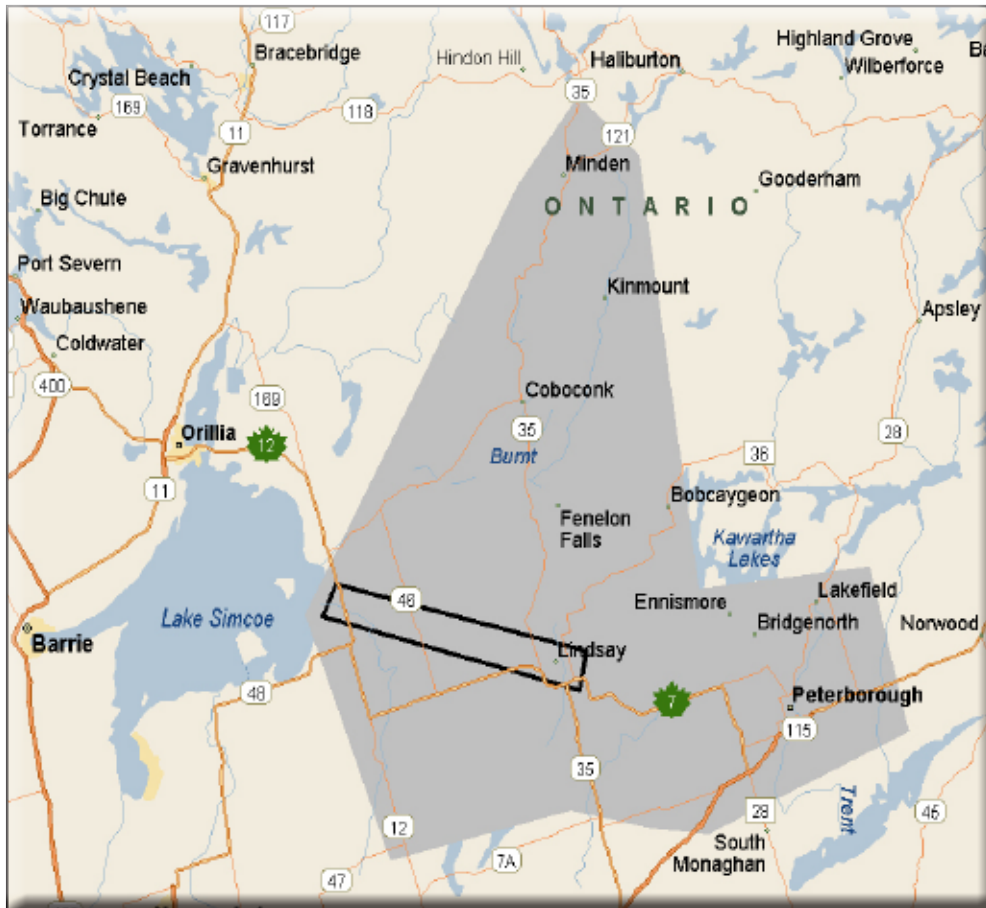 117
Bracebridge
Highland Grove
Ba
Crystal Beach
Hindon Hill
Haliburton
Wilberforce
169
35
118
Torrance
11
121
Minden
Gravenhurst
Gooderham
Big Chute
ONTARIO
Port Severn
Kinmount
Waubaushene
Apsley
Coldwater
400
169
Coboconk
Orillia
12
35
28
Burnt
36
11
Bobcaygeon
Fenelon
Falls
Kawartha
Lakes
46
Lakefield
Lake Simcoe
Ennismore
Bridgenorth
Norwood
Barrie
Lindsay
48
7
Peterborough
115
35
Trent
12
28
45
South
Monaghan
7A
47